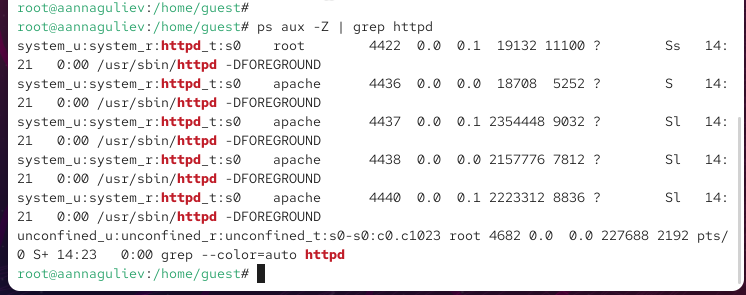 root@aannaguliev:/home/guest#
root@aannaguliev:/home/guest# ps aux -Z | grep httpd
system_u:system_r:httpd_t:s0    root        4422  0.0  0.1  19132 11100 ?        Ss   14:
21   0:00 /usr/sbin/httpd -DFOREGROUND
system_u:system_r:httpd_t:s0    apache      4436  0.0  0.0  18708  5252 ?        S    14:
21   0:00 /usr/sbin/httpd -DFOREGROUND
system_u:system_r:httpd_t:s0    apache      4437  0.0  0.1 2354448 9032 ?        Sl   14:
21   0:00 /usr/sbin/httpd -DFOREGROUND
system_u:system_r:httpd_t:s0    apache      4438  0.0  0.0 2157776 7812 ?        Sl   14:
21   0:00 /usr/sbin/httpd -DFOREGROUND
system_u:system_r:httpd_t:s0    apache      4440  0.0  0.1 2223312 8836 ?        Sl   14:
21   0:00 /usr/sbin/httpd -DFOREGROUND
unconfined_u:unconfined_r:unconfined_t:s0-s0:c0.c1023 root 4682 0.0  0.0 227688 2192 pts/
0 S+ 14:23   0:00 grep --color=auto httpd
root@aannaguliev:/home/guest#